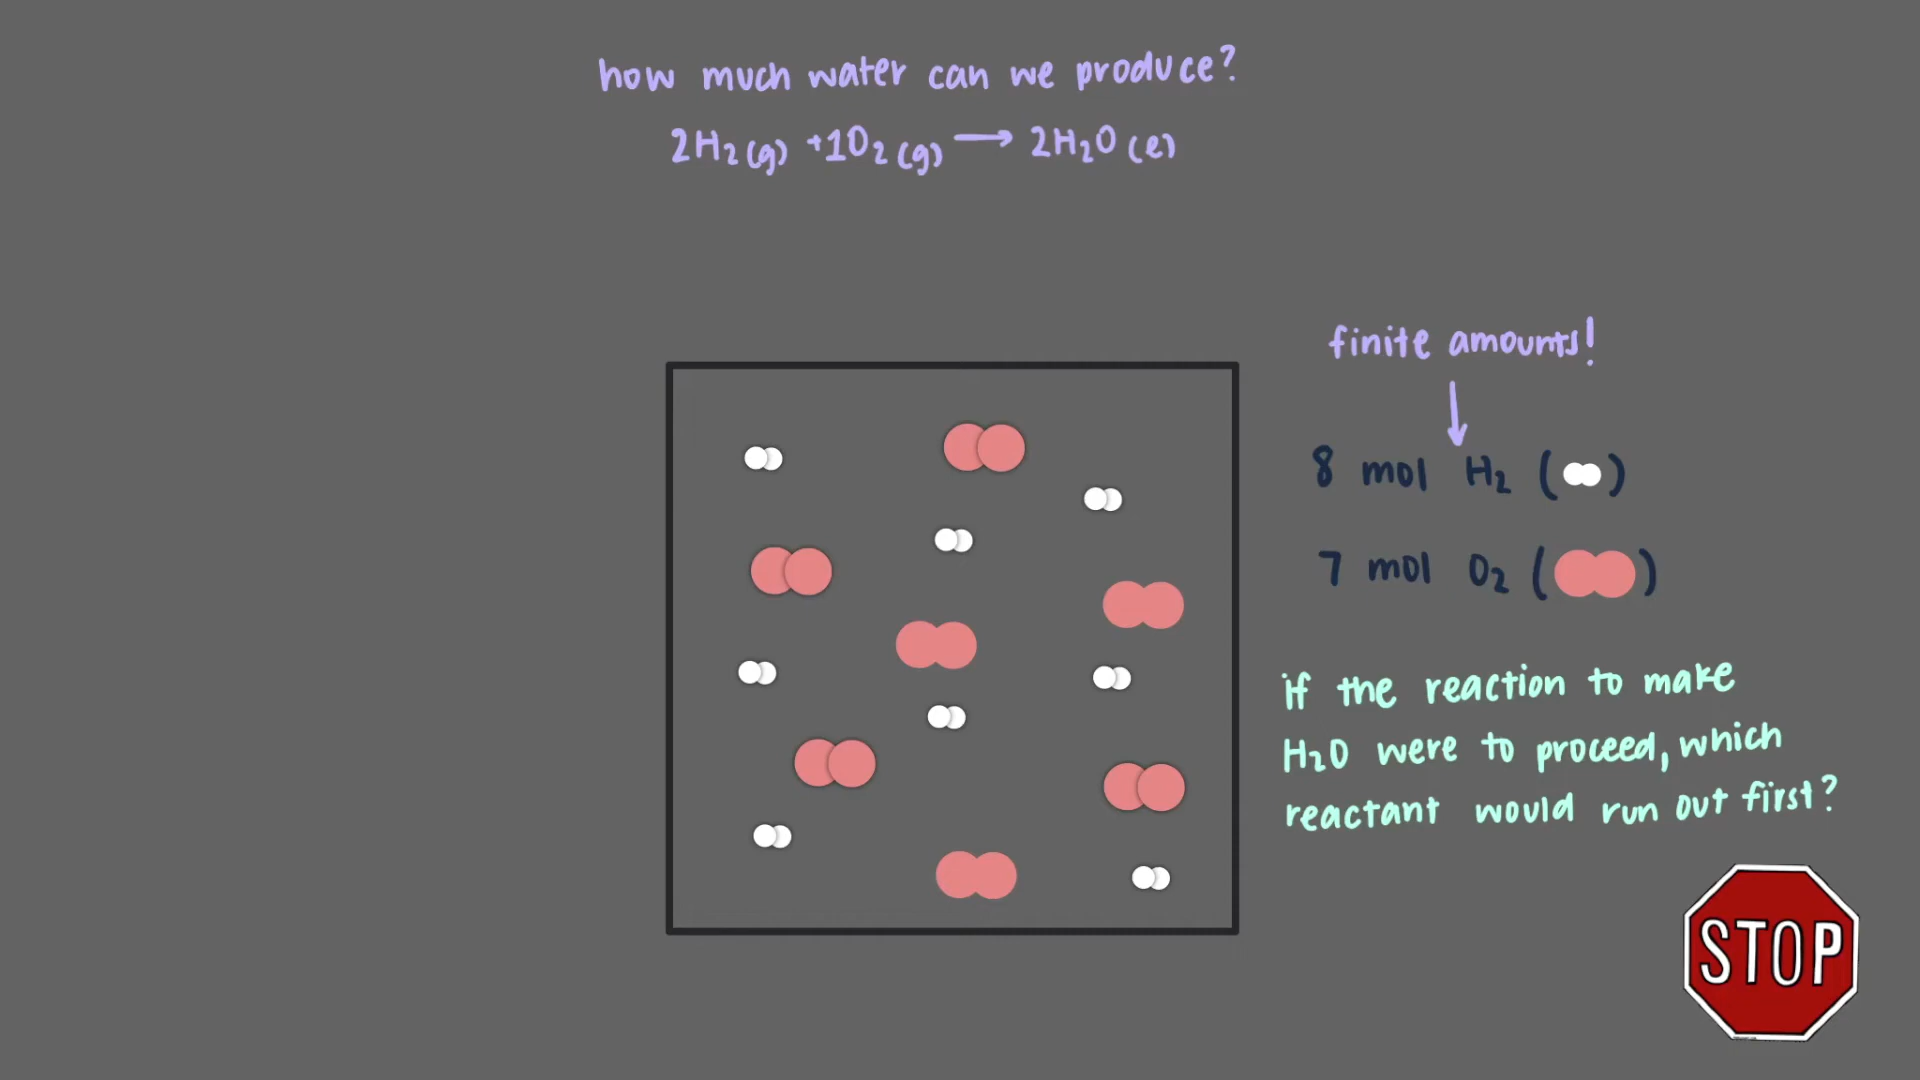 how much water can we produce?
2H₂(g) +1O₂(g) → 2H₂O(l)
finite amounts!
8 mol H₂ ( )
7 mol O₂ ( )
if the reaction to make
H₂O were to proceed, which
reactant would run out first?
STOP